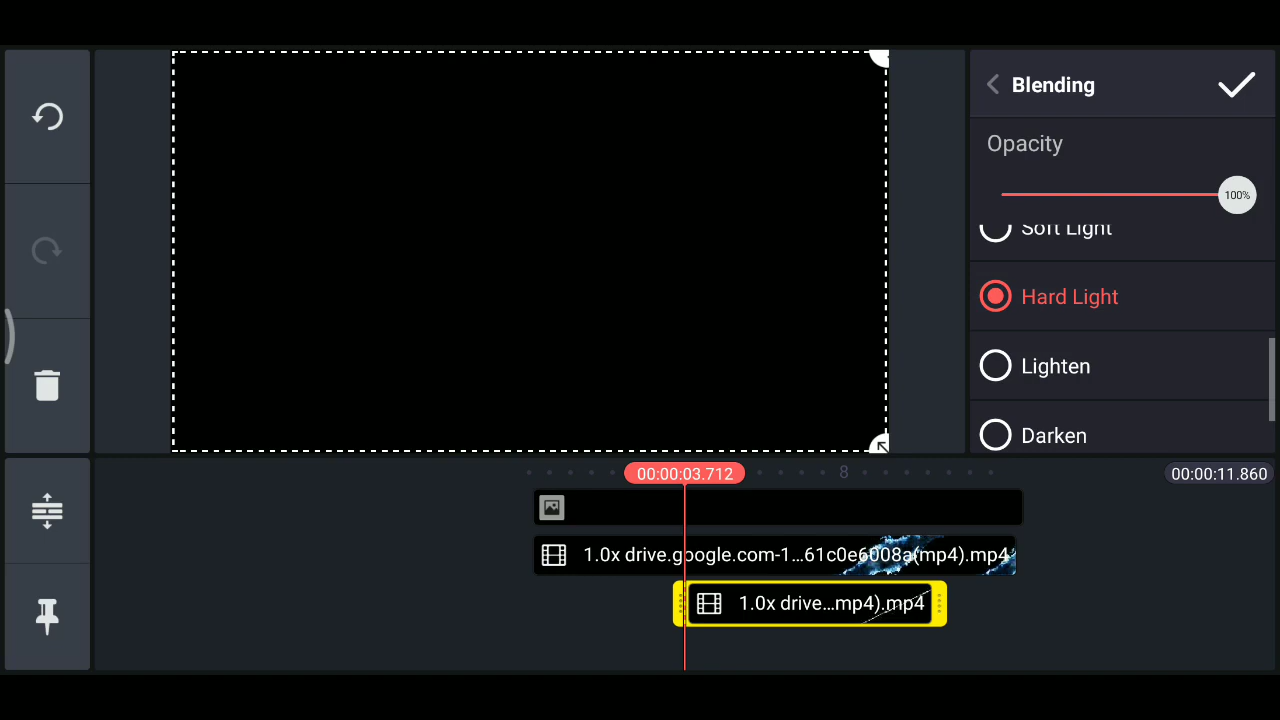 Blending
Opacity
100%
Soft Light
Hard Light
Lighten
Darken
00:00:03.712
8
00:00:11.860
1.0x drive.google.com-1...61c0e6008a(mp4).mp4
1.0x drive...mp4).mp4